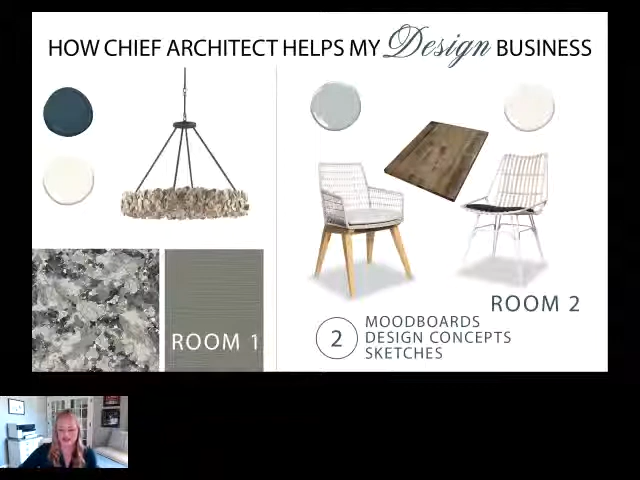 HOW CHIEF ARCHITECT HELPS MY Design BUSINESS
ROOM 1
ROOM 2
2
MOODBOARDS
DESIGN CONCEPTS
SKETCHES